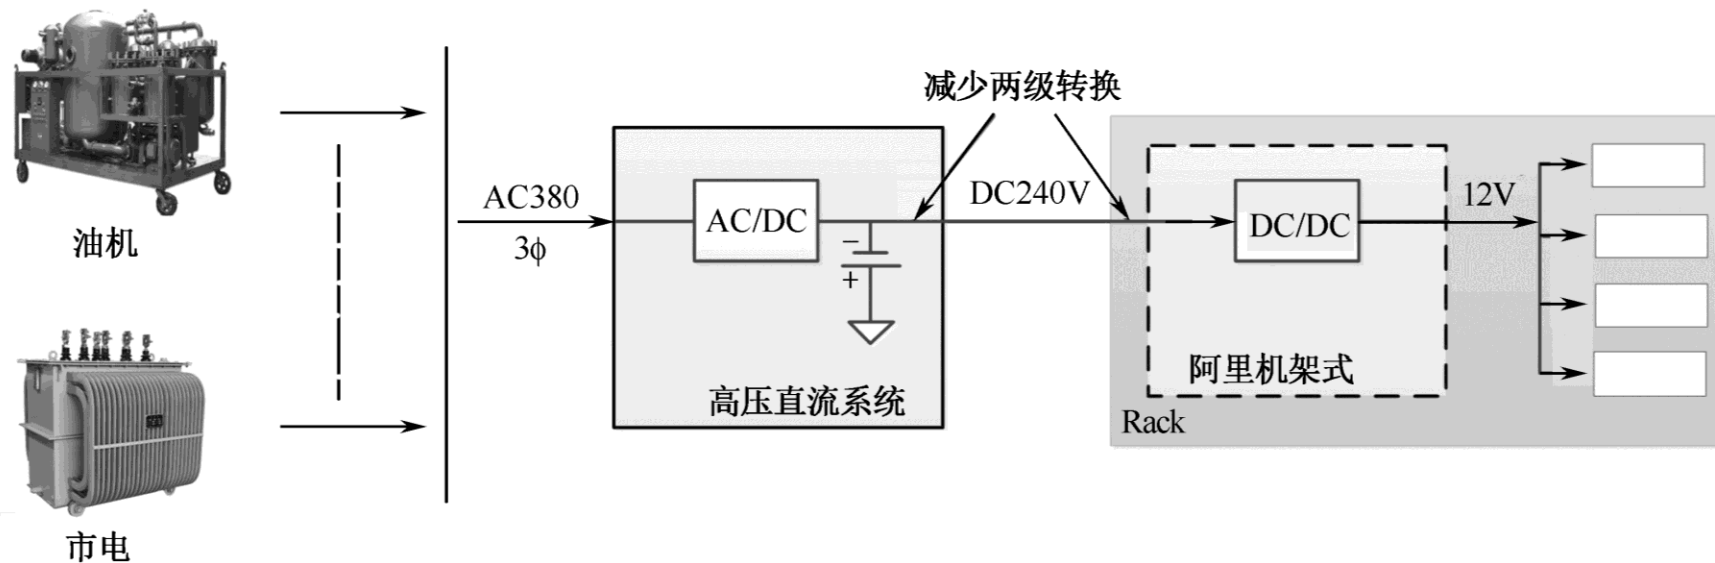 油机
市电
AC380
3ϕ
AC/DC
−
+
高压直流系统
减少两级转换
DC240V
DC/DC
阿里机架式
Rack
12V